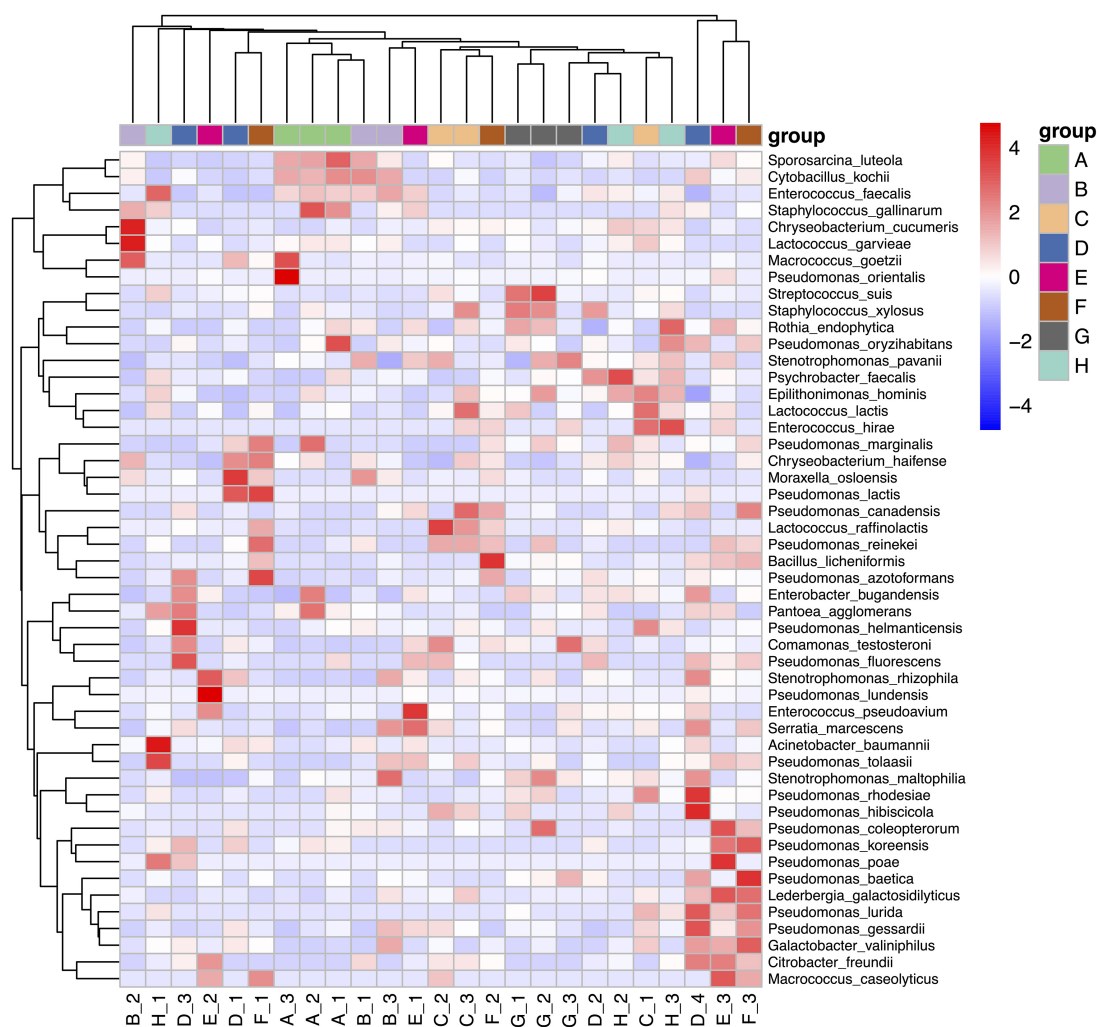 group
Sporosarcina_luteola
Cytobacillus_kochii
Enterococcus_faecalis
Staphylococcus_gallinarum
Chryseobacterium_cucumeris
Lactococcus_garvieae
Macrococcus_goetzii
Pseudomonas_orientalis
Streptococcus_suis
Staphylococcus_xylosus
Rothia_endophytica
Pseudomonas_oryzihabitans
Stenotrophomonas_pavanii
Psychrobacter_faecalis
Epilithonimonas_hominis
Lactococcus_lactis
Enterococcus_hirae
Pseudomonas_marginalis
Chryseobacterium_haifense
Moraxella_osloensis
Pseudomonas_lactis
Pseudomonas_canadensis
Lactococcus_raffinolactis
Pseudomonas_reinekei
Bacillus_licheniformis
Pseudomonas_azotoformans
Enterobacter_bugandensis
Pantoea_agglomerans
Pseudomonas_helmanticensis
Comamonas_testosteroni
Pseudomonas_fluorescens
Stenotrophomonas_rhizophila
Pseudomonas_lundensis
Enterococcus_pseudoavium
Serratia_marcescens
Acinetobacter_baumannii
Pseudomonas_tolaasii
Stenotrophomonas_maltophilia
Pseudomonas_rhodesiae
Pseudomonas_hibiscicola
Pseudomonas_coleopterorum
Pseudomonas_koreensis
Pseudomonas_poae
Pseudomonas_baetica
Lederbergia_galactosidilyticus
Pseudomonas_lurida
Pseudomonas_gessardii
Galactobacter_valiniphilus
Citrobacter_freundii
Macrococcus_caseolyticus
B_2 H_1 D_3 E_2 D_1 F_1 A_3 A_2 A_1 B_1 B_3 E_1 C_2 C_3 F_2 G_1 G_2 G_3 D_2 H_2 C_1 H_3 D_4 E_3 F_3
4
2
0
−2
−4
group
A
B
C
D
E
F
G
H